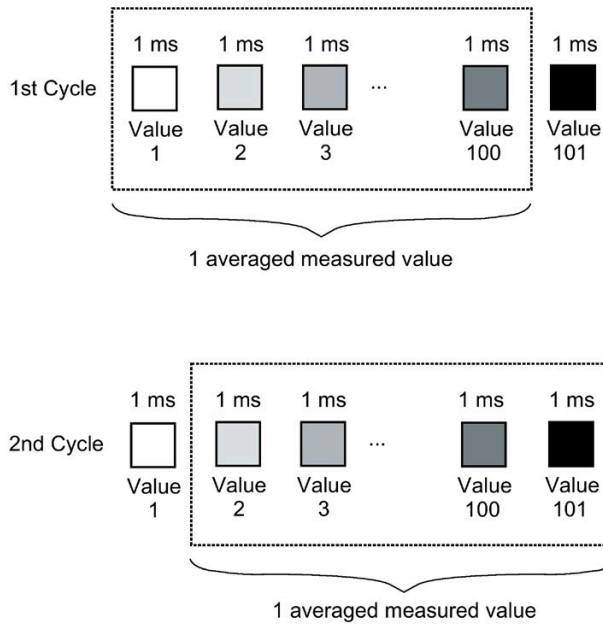 1 ms 1 ms 1 ms 1 ms 1 ms
1st Cycle ...
Value Value Value Value Value
1 2 3 100 101
1 averaged measured value
1 ms 1 ms 1 ms 1 ms 1 ms
2nd Cycle ...
Value Value Value Value Value
1 2 3 100 101
1 averaged measured value